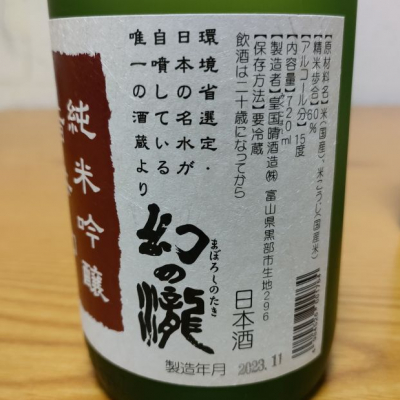 原材料名】米(国産)、米こうじ(国産米)
精米歩合】60%
【アルコール分】15度
【内容量】720ml
【製造者】皇国晴酒造㈱ 富山県黒部市生地296
【保存方法】要冷蔵
飲酒は二十歳になってから
環境省選定・
日本の名水が
自噴している
唯一の酒蔵より
幻の瀧
まぼろしのたき
日本酒
純米吟醸
製造年月 2023.11